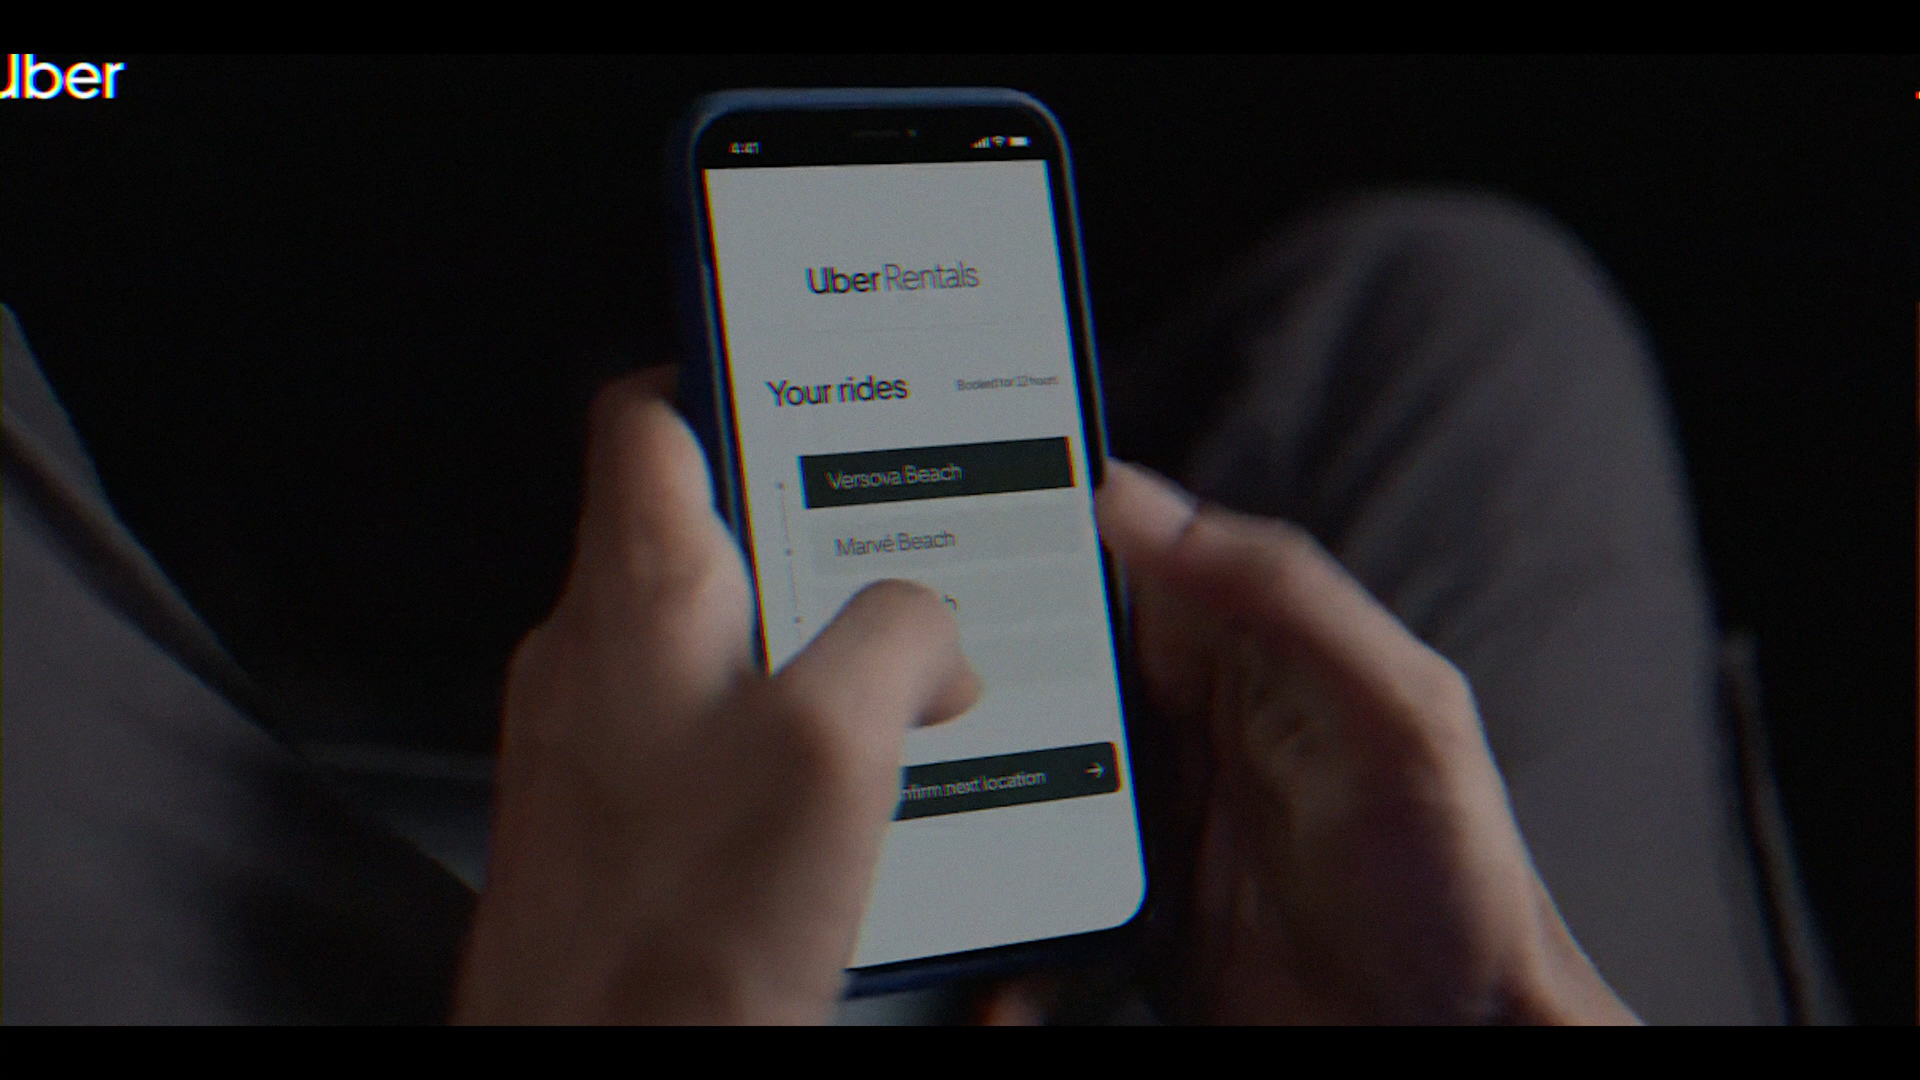 Uber
4:41
Uber Rentals
Your rides
Booked for 12 hours
Versova Beach
Marvé Beach
h
nfirm next location →